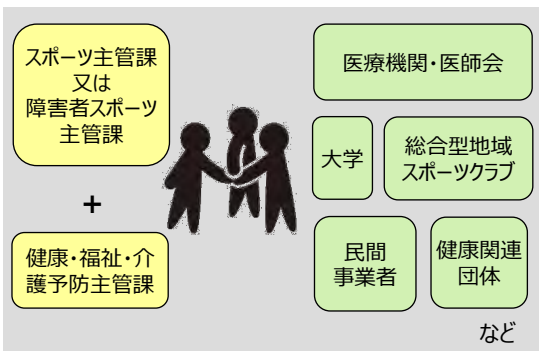 スポーツ主管課
又は
障害者スポーツ
主管課
+
健康・福祉・介
護予防主管課
医療機関・医師会
大学
総合型地域
スポーツクラブ
民間
事業者
健康関連
団体
など